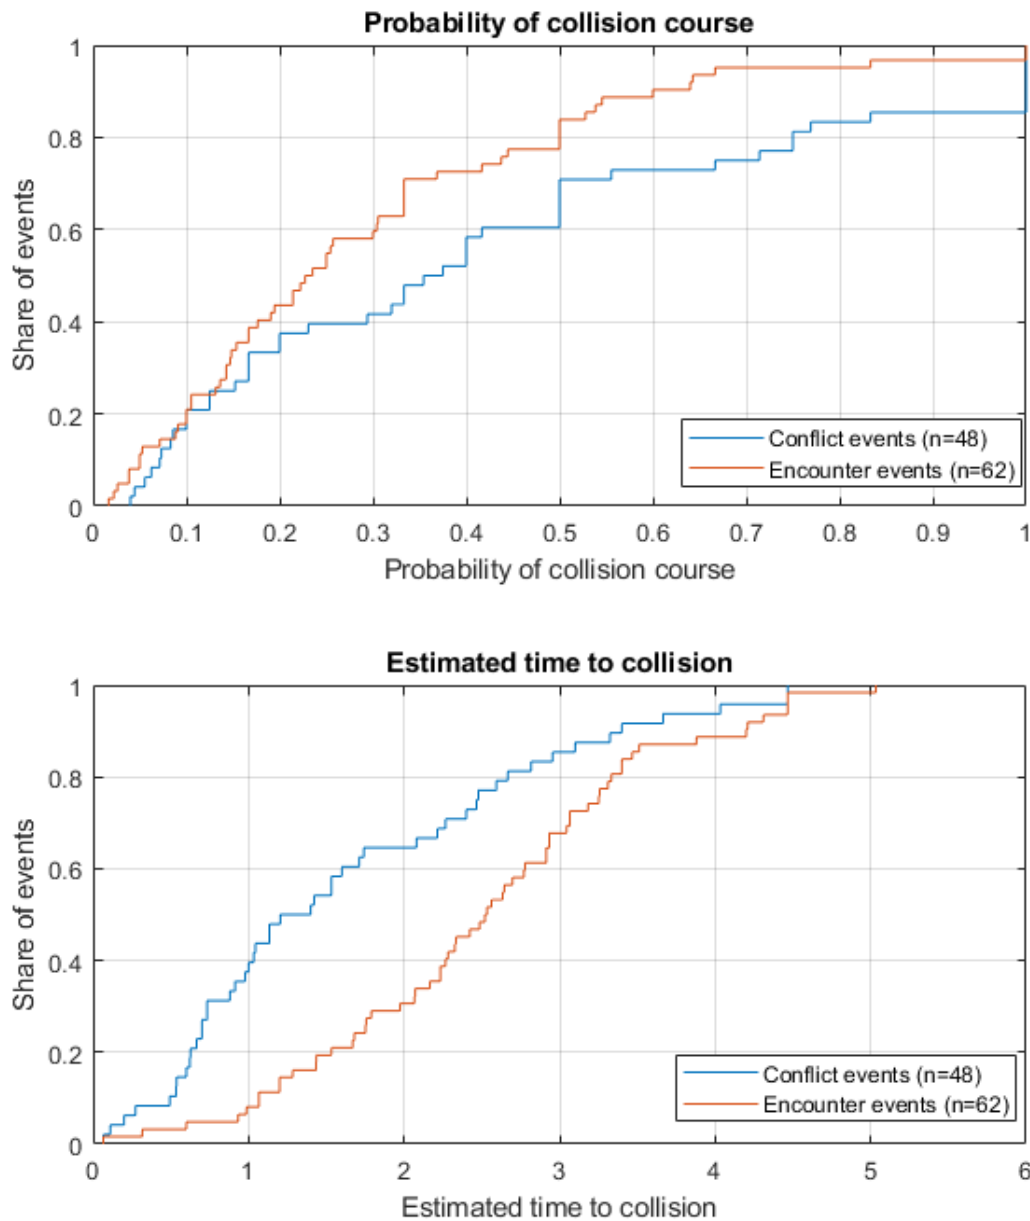 Probability of collision course
1
0.8
0.6
0.4
0.2
0
Share of events
Conflict events (n=48)
Encounter events (n=62)
0 0.1 0.2 0.3 0.4 0.5 0.6 0.7 0.8 0.9 1
Probability of collision course
Estimated time to collision
1
0.8
0.6
0.4
0.2
0
Share of events
Conflict events (n=48)
Encounter events (n=62)
0 1 2 3 4 5 6
Estimated time to collision